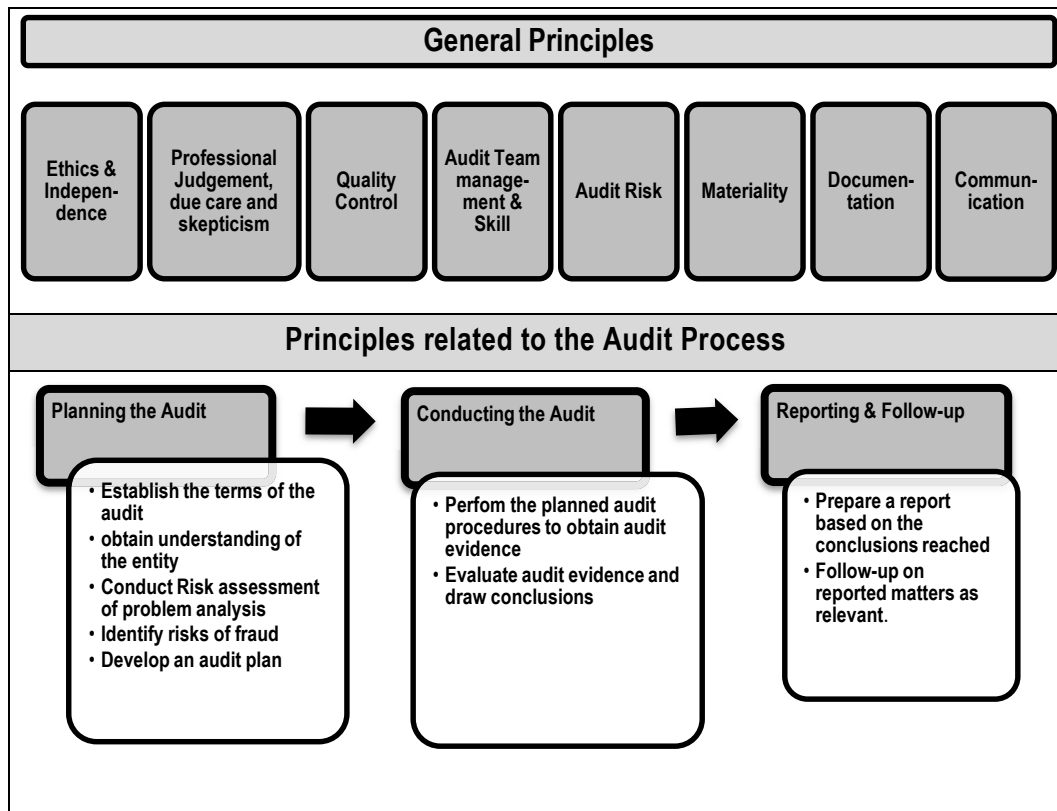 General Principles
Ethics &
Indepen-
dence
Professional
Judgement,
due care and
skepticism
Quality
Control
Audit Team
manage-
ment &
Skill
Audit Risk
Materiality
Documen-
tation
Commun-
ication
Principles related to the Audit Process
Planning the Audit
• Establish the terms of the
audit
• obtain understanding of
the entity
• Conduct Risk assessment
of problem analysis
• Identify risks of fraud
• Develop an audit plan
Conducting the Audit
• Perfom the planned audit
procedures to obtain audit
evidence
• Evaluate audit evidence and
draw conclusions
Reporting & Follow-up
• Prepare a report
based on the
conclusions reached
• Follow-up on
reported matters as
relevant.